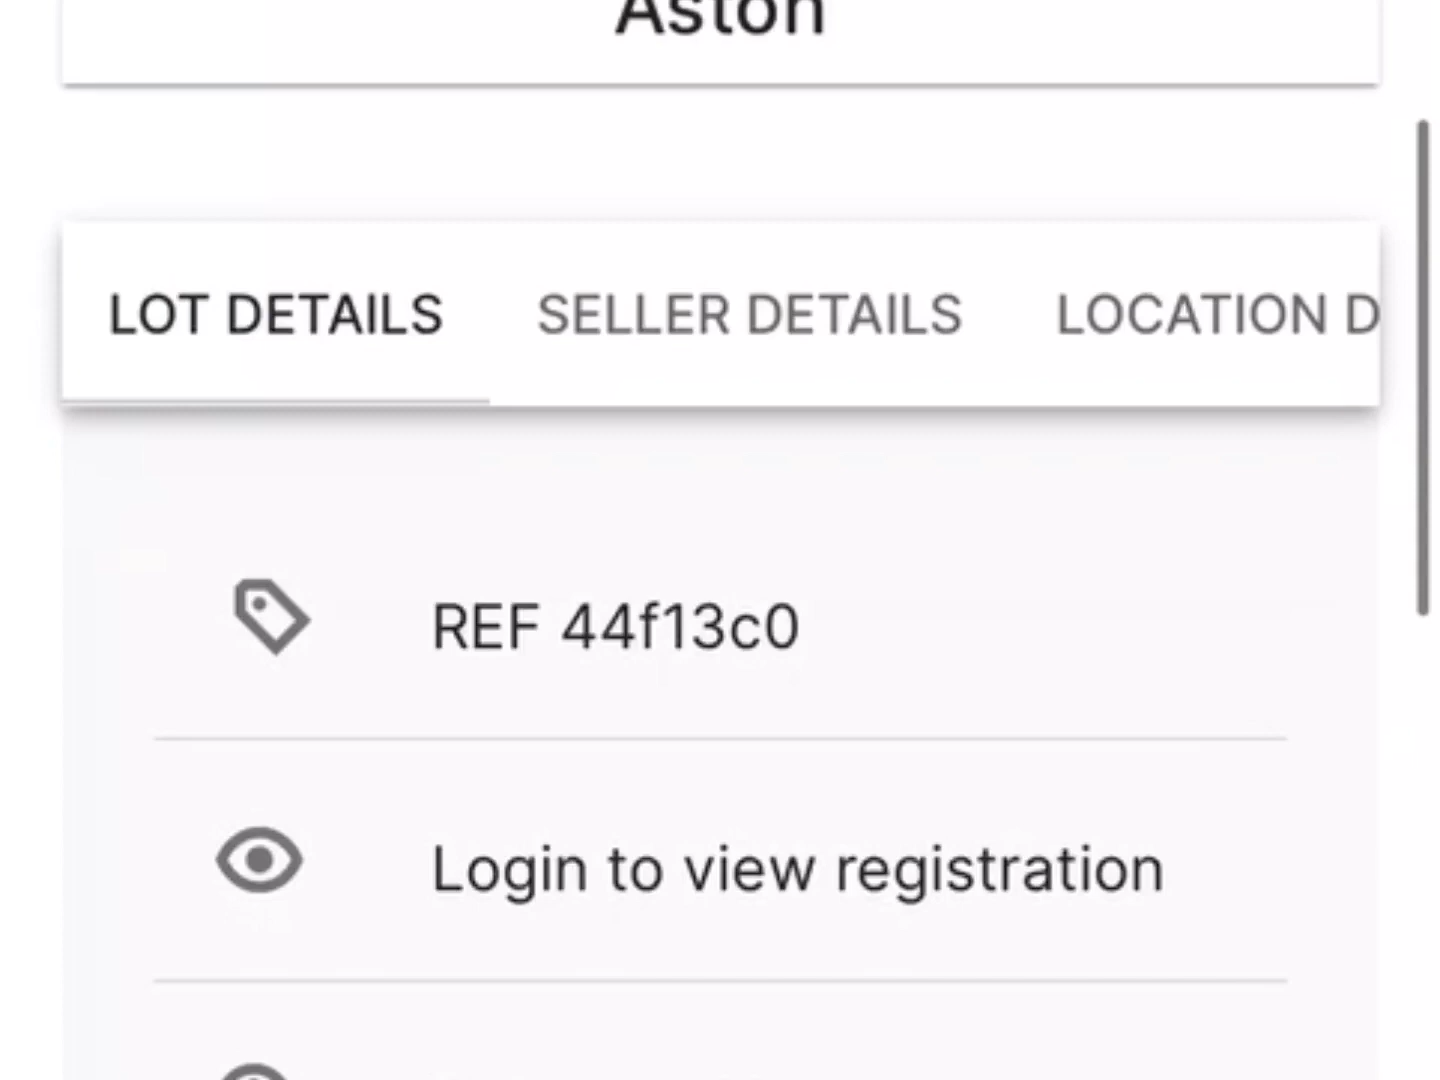 Aston
LOT DETAILS SELLER DETAILS LOCATION D
REF 44f13c0
Login to view registration